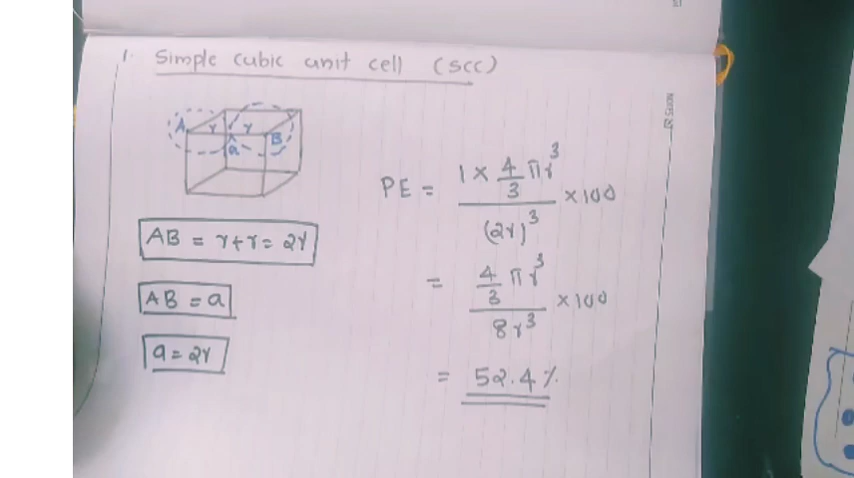 1. Simple cubic unit cell (SCC)
A r r B
a
AB = r+r = 2r
AB = a
a = 2r
PE = 1 × 4/3 πr³ / (2r)³ × 100
= 4/3 πr³ / 8r³ × 100
= 52.4%